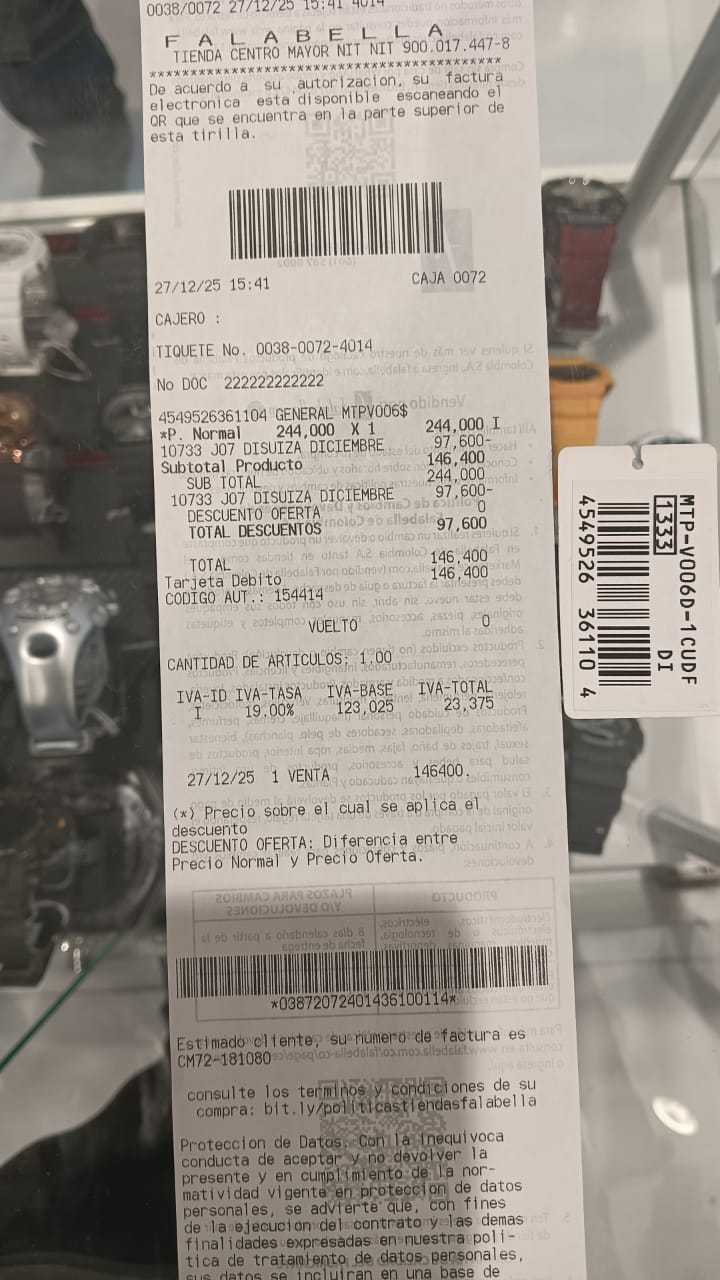 0038/0072 27/12/25 15:41 4014
F A L A B E L L A
TIENDA CENTRO MAYOR NIT NIT 900.017.447-8
*******************************************
De acuerdo a su autorizacion, su factura
electronica esta disponible escaneando el
QR que se encuentra en la parte superior de
esta tirilla.
27/12/25 15:41 CAJA 0072
CAJERO :
TIQUETE No. 0038-0072-4014
No DOC 222222222222
4549526361104 GENERAL MTPV006$
*P. Normal 244,000 X 1 244,000 I
10733 J07 DISUIZA DICIEMBRE 97,600-
Subtotal Producto 146,400
SUB TOTAL 244,000
10733 J07 DISUIZA DICIEMBRE 97,600-
DESCUENTO OFERTA 0
TOTAL DESCUENTOS 97,600
TOTAL 146,400
Tarjeta Debito 146,400
CODIGO AUT.: 154414
VUELTO 0
CANTIDAD DE ARTICULOS: 1.00
IVA-ID IVA-TASA IVA-BASE IVA-TOTAL
I 19.00% 123,025 23,375
27/12/25 1 VENTA 146400.
(*) Precio sobre el cual se aplica el
descuento
DESCUENTO OFERTA: Diferencia entre
Precio Normal y Precio Oferta.
*03872072401436100114*
Estimado cliente, su numero de factura es
CM72-181080
consulte los terminos y condiciones de su
compra: bit.ly/politicastiendasfalabella
Proteccion de Datos. Con la inequivoca
conducta de aceptar y no devolver la
presente y en cumplimiento de la nor-
matividad vigente en proteccion de datos
personales, se advierte que, con fines
de la ejecucion del contrato y las demas
finalidades expresadas en nuestra poli-
tica de tratamiento de datos personales,
sus datos se incluiran en una base de
MTP-V006D-1CUDF
1333 DI
4549526 36110 4